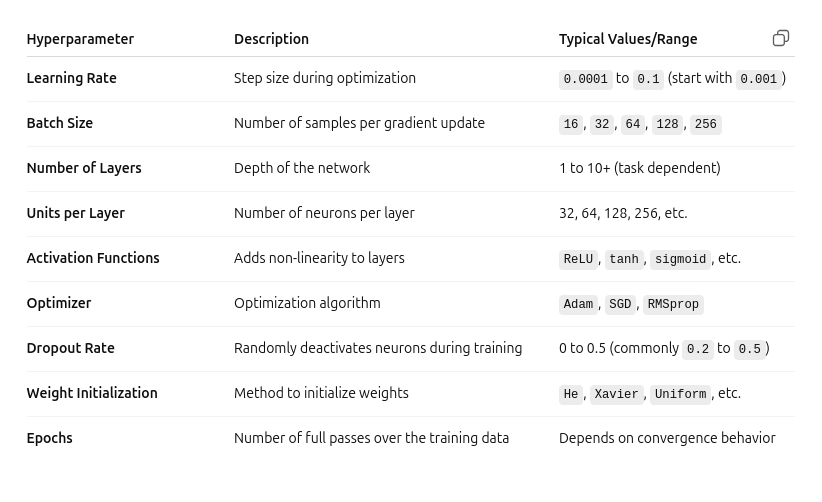 Hyperparameter Description Typical Values/Range
Learning Rate Step size during optimization 0.0001 to 0.1 (start with 0.001)
Batch Size Number of samples per gradient update 16, 32, 64, 128, 256
Number of Layers Depth of the network 1 to 10+ (task dependent)
Units per Layer Number of neurons per layer 32, 64, 128, 256, etc.
Activation Functions Adds non-linearity to layers ReLU, tanh, sigmoid, etc.
Optimizer Optimization algorithm Adam, SGD, RMSprop
Dropout Rate Randomly deactivates neurons during training 0 to 0.5 (commonly 0.2 to 0.5)
Weight Initialization Method to initialize weights He, Xavier, Uniform, etc.
Epochs Number of full passes over the training data Depends on convergence behavior